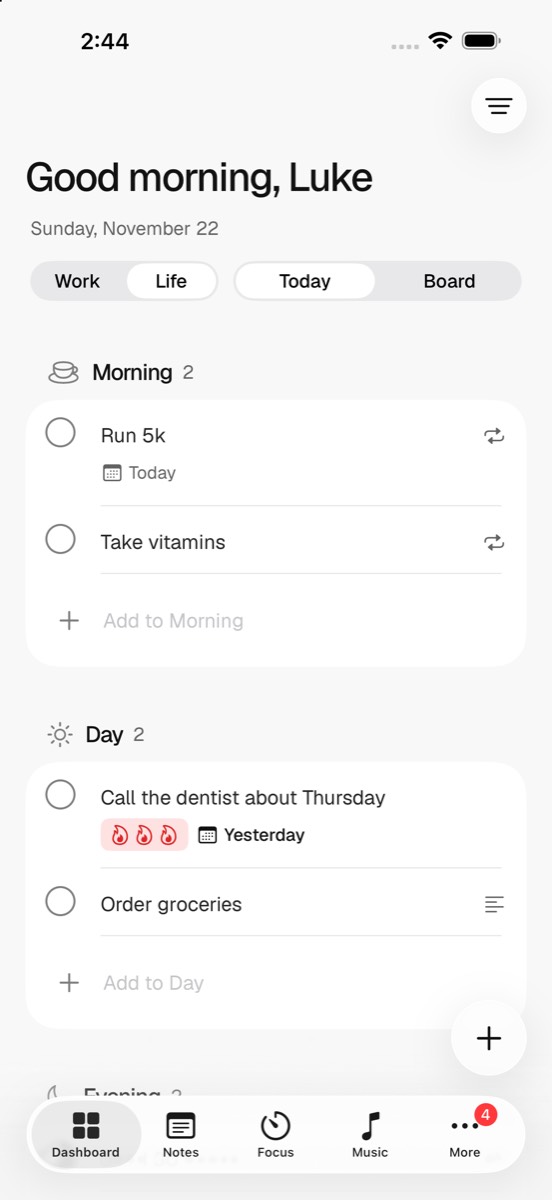 2:44
Good morning, Luke
Sunday, November 22
Work Life Today Board
Morning 2
Run 5k
Today
Take vitamins
Add to Morning
Day 2
Call the dentist about Thursday
Yesterday
Order groceries
Add to Day
Evening 2
4
Dashboard Notes Focus Music More